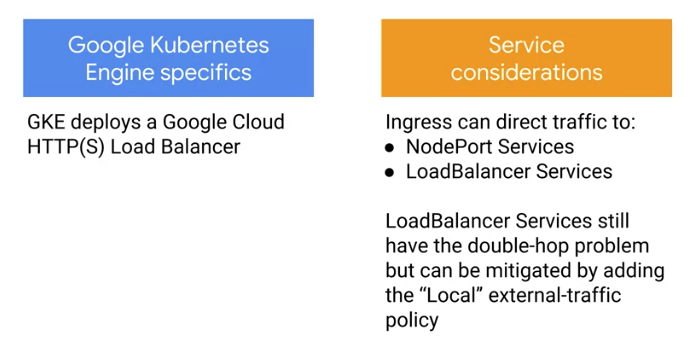 Google Kubernetes
Engine specifics
GKE deploys a Google Cloud
HTTP(S) Load Balancer
Service
considerations
Ingress can direct traffic to:
● NodePort Services
● LoadBalancer Services
LoadBalancer Services still
have the double-hop problem
but can be mitigated by adding
the “Local” external-traffic
policy